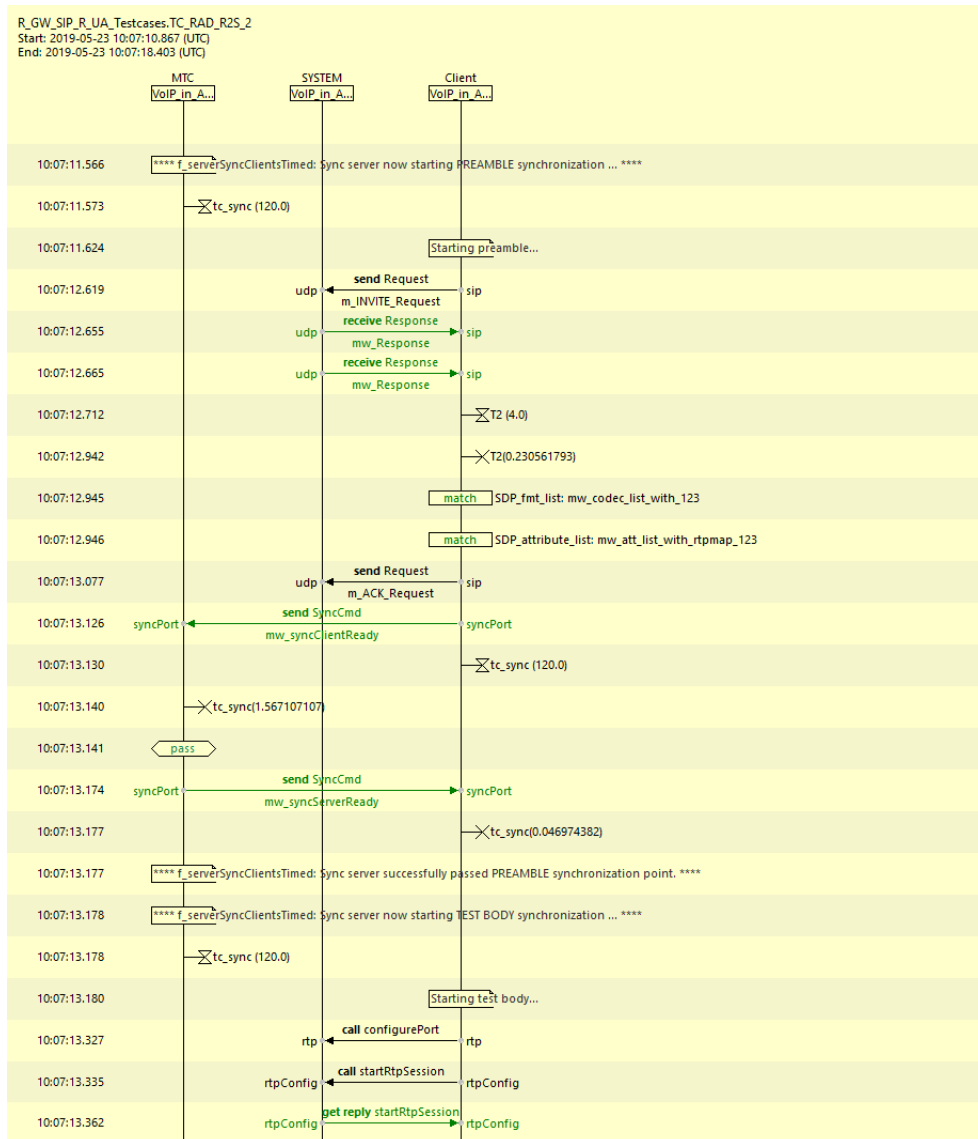 R_GW_SIP_R_UA_Testcases.TC_RAD_R2S_2
Start: 2019-05-23 10:07:10.867 (UTC)
End: 2019-05-23 10:07:18.403 (UTC)
MTC SYSTEM Client
VoIP_in_A... VoIP_in_A... VoIP_in_A...
10:07:11.566 **** f_serverSyncClientsTimed: Sync server now starting PREAMBLE synchronization ... ****
10:07:11.573 tc_sync (120.0)
10:07:11.624 Starting preamble...
send Request
10:07:12.619 udp sip
m_INVITE_Request
receive Response
10:07:12.655 udp sip
mw_Response
receive Response
10:07:12.665 udp sip
mw_Response
10:07:12.712 T2 (4.0)
10:07:12.942 T2(0.230561793)
10:07:12.945 match SDP_fmt_list: mw_codec_list_with_123
10:07:12.946 match SDP_attribute_list: mw_att_list_with_rtpmap_123
send Request
10:07:13.077 udp sip
m_ACK_Request
send SyncCmd
10:07:13.126 syncPort syncPort
mw_syncClientReady
10:07:13.130 tc_sync (120.0)
10:07:13.140 tc_sync(1.567107107)
10:07:13.141 pass
send SyncCmd
10:07:13.174 syncPort syncPort
mw_syncServerReady
10:07:13.177 tc_sync(0.046974382)
10:07:13.177 **** f_serverSyncClientsTimed: Sync server successfully passed PREAMBLE synchronization point. ****
10:07:13.178 **** f_serverSyncClientsTimed: Sync server now starting TEST BODY synchronization ... ****
10:07:13.178 tc_sync (120.0)
10:07:13.180 Starting test body...
call configurePort
10:07:13.327 rtp rtp
call startRtpSession
10:07:13.335 rtpConfig rtpConfig
get reply startRtpSession
10:07:13.362 rtpConfig rtpConfig